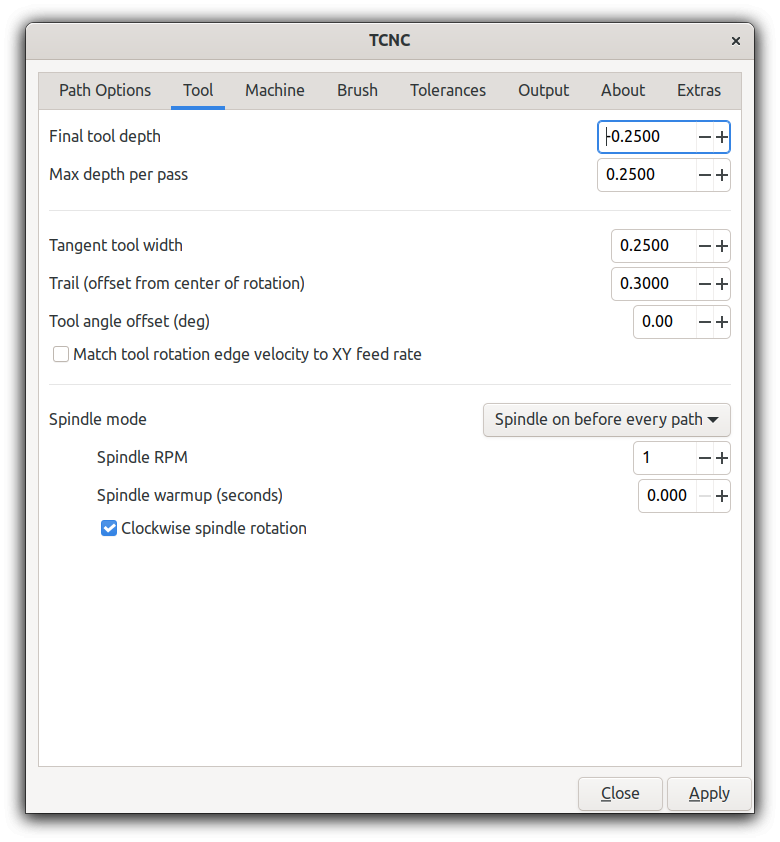 TCNC
Path Options Tool Machine Brush Tolerances Output About Extras
Final tool depth -0.2500
Max depth per pass 0.2500
Tangent tool width 0.2500
Trail (offset from center of rotation) 0.3000
Tool angle offset (deg) 0.00
Match tool rotation edge velocity to XY feed rate
Spindle mode Spindle on before every path
Spindle RPM 1
Spindle warmup (seconds) 0.000
Clockwise spindle rotation
Close Apply